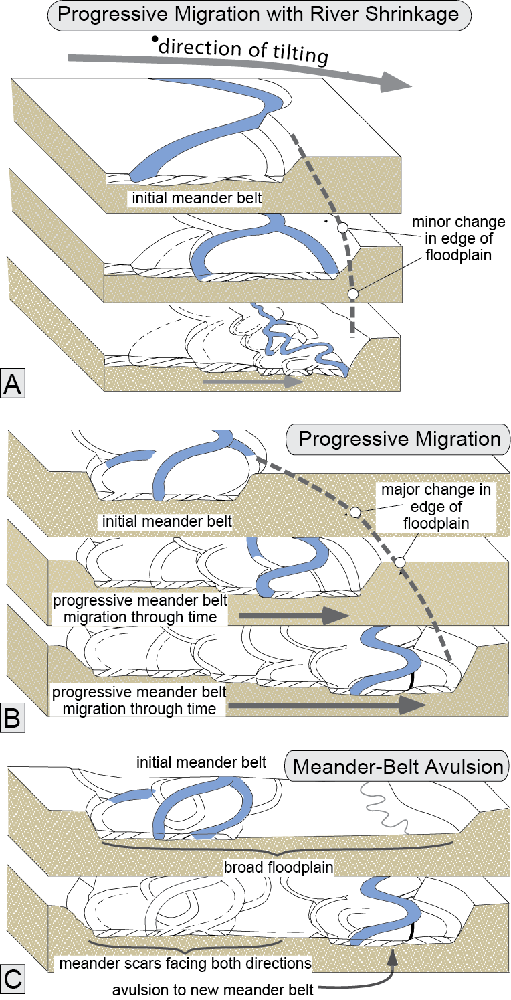 Progressive Migration with River Shrinkage
direction of tilting
initial meander belt
minor change
in edge of
floodplain
A
Progressive Migration
initial meander belt
major change in
edge of
floodplain
progressive meander belt
migration through time
progressive meander belt
migration through time
B
initial meander belt
Meander-Belt Avulsion
broad floodplain
meander scars facing both directions
avulsion to new meander belt
C